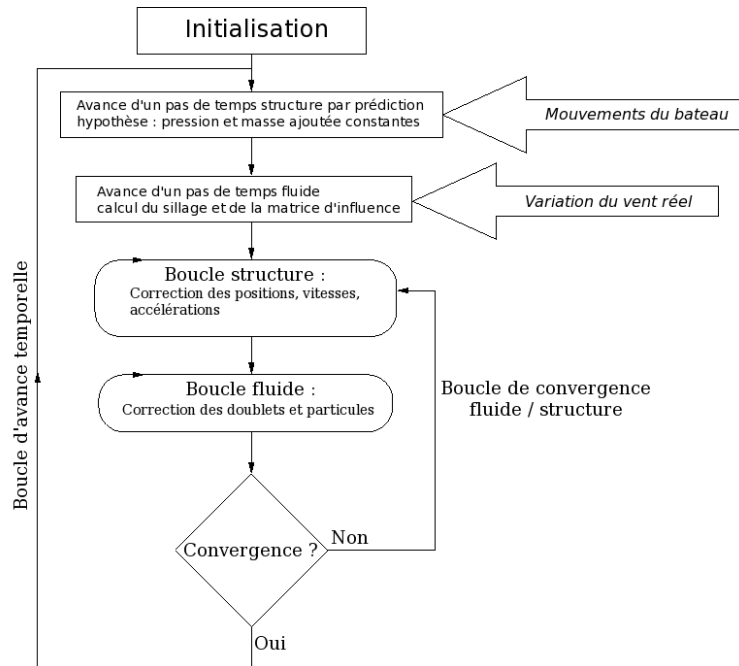 Initialisation
Avance d'un pas de temps structure par prédiction
hypothèse : pression et masse ajoutée constantes
Mouvements du bateau
Avance d'un pas de temps fluide
calcul du sillage et de la matrice d'influence
Variation du vent réel
Boucle structure :
Correction des positions, vitesses,
accélérations
Boucle fluide :
Correction des doublets et particules
Boucle de convergence
fluide / structure
Boucle d'avance temporelle
Convergence ?
Non
Oui